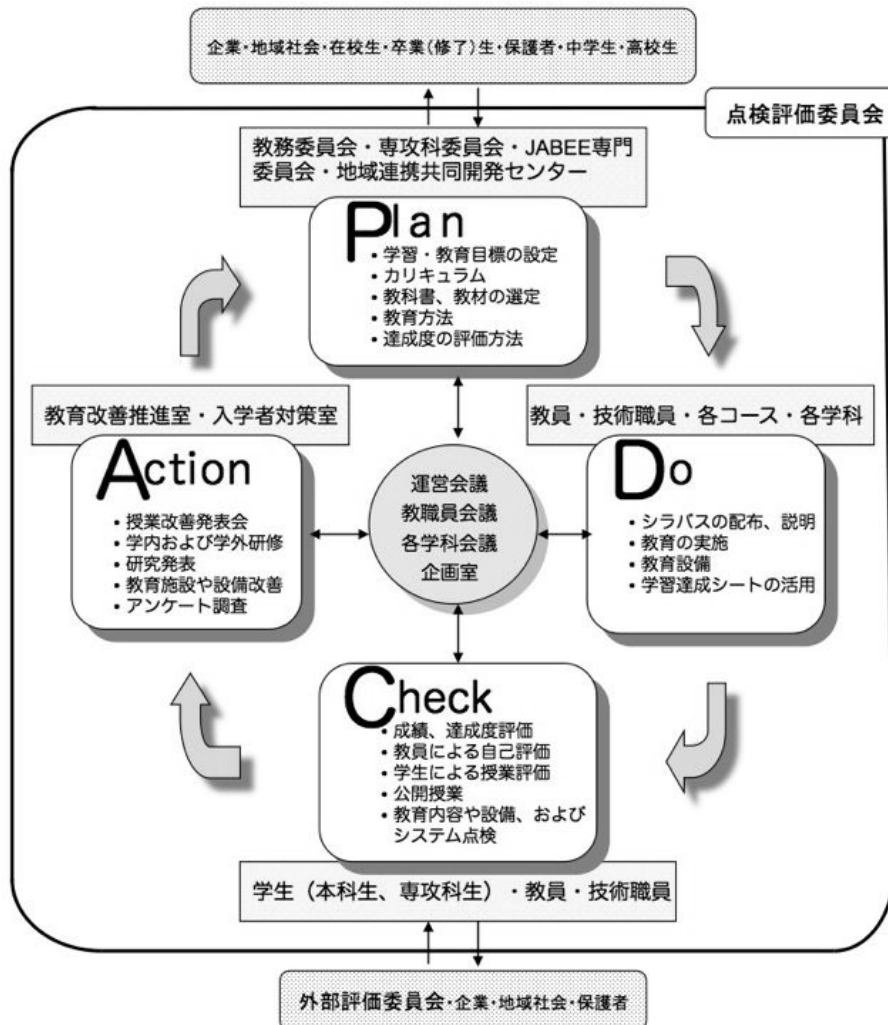 企業・地域社会・在校生・卒業(修了)生・保護者・中学生・高校生
点検評価委員会
教務委員会・専攻科委員会・JABEE専門
委員会・地域連携共同開発センター
Plan
・学習・教育目標の設定
・カリキュラム
・教科書、教材の選定
・教育方法
・達成度の評価方法
教育改善推進室・入学者対策室
Action
・授業改善発表会
・学内および学外研修
・研究発表
・教育施設や設備改善
・アンケート調査
運営会議
教職員会議
各学科会議
企画室
教員・技術職員・各コース・各学科
Do
・シラバスの配布、説明
・教育の実施
・教育設備
・学習達成シートの活用
Check
・成績、達成度評価
・教員による自己評価
・学生による授業評価
・公開授業
・教育内容や設備、および
システム点検
学生（本科生、専攻科生）・教員・技術職員
外部評価委員会・企業・地域社会・保護者